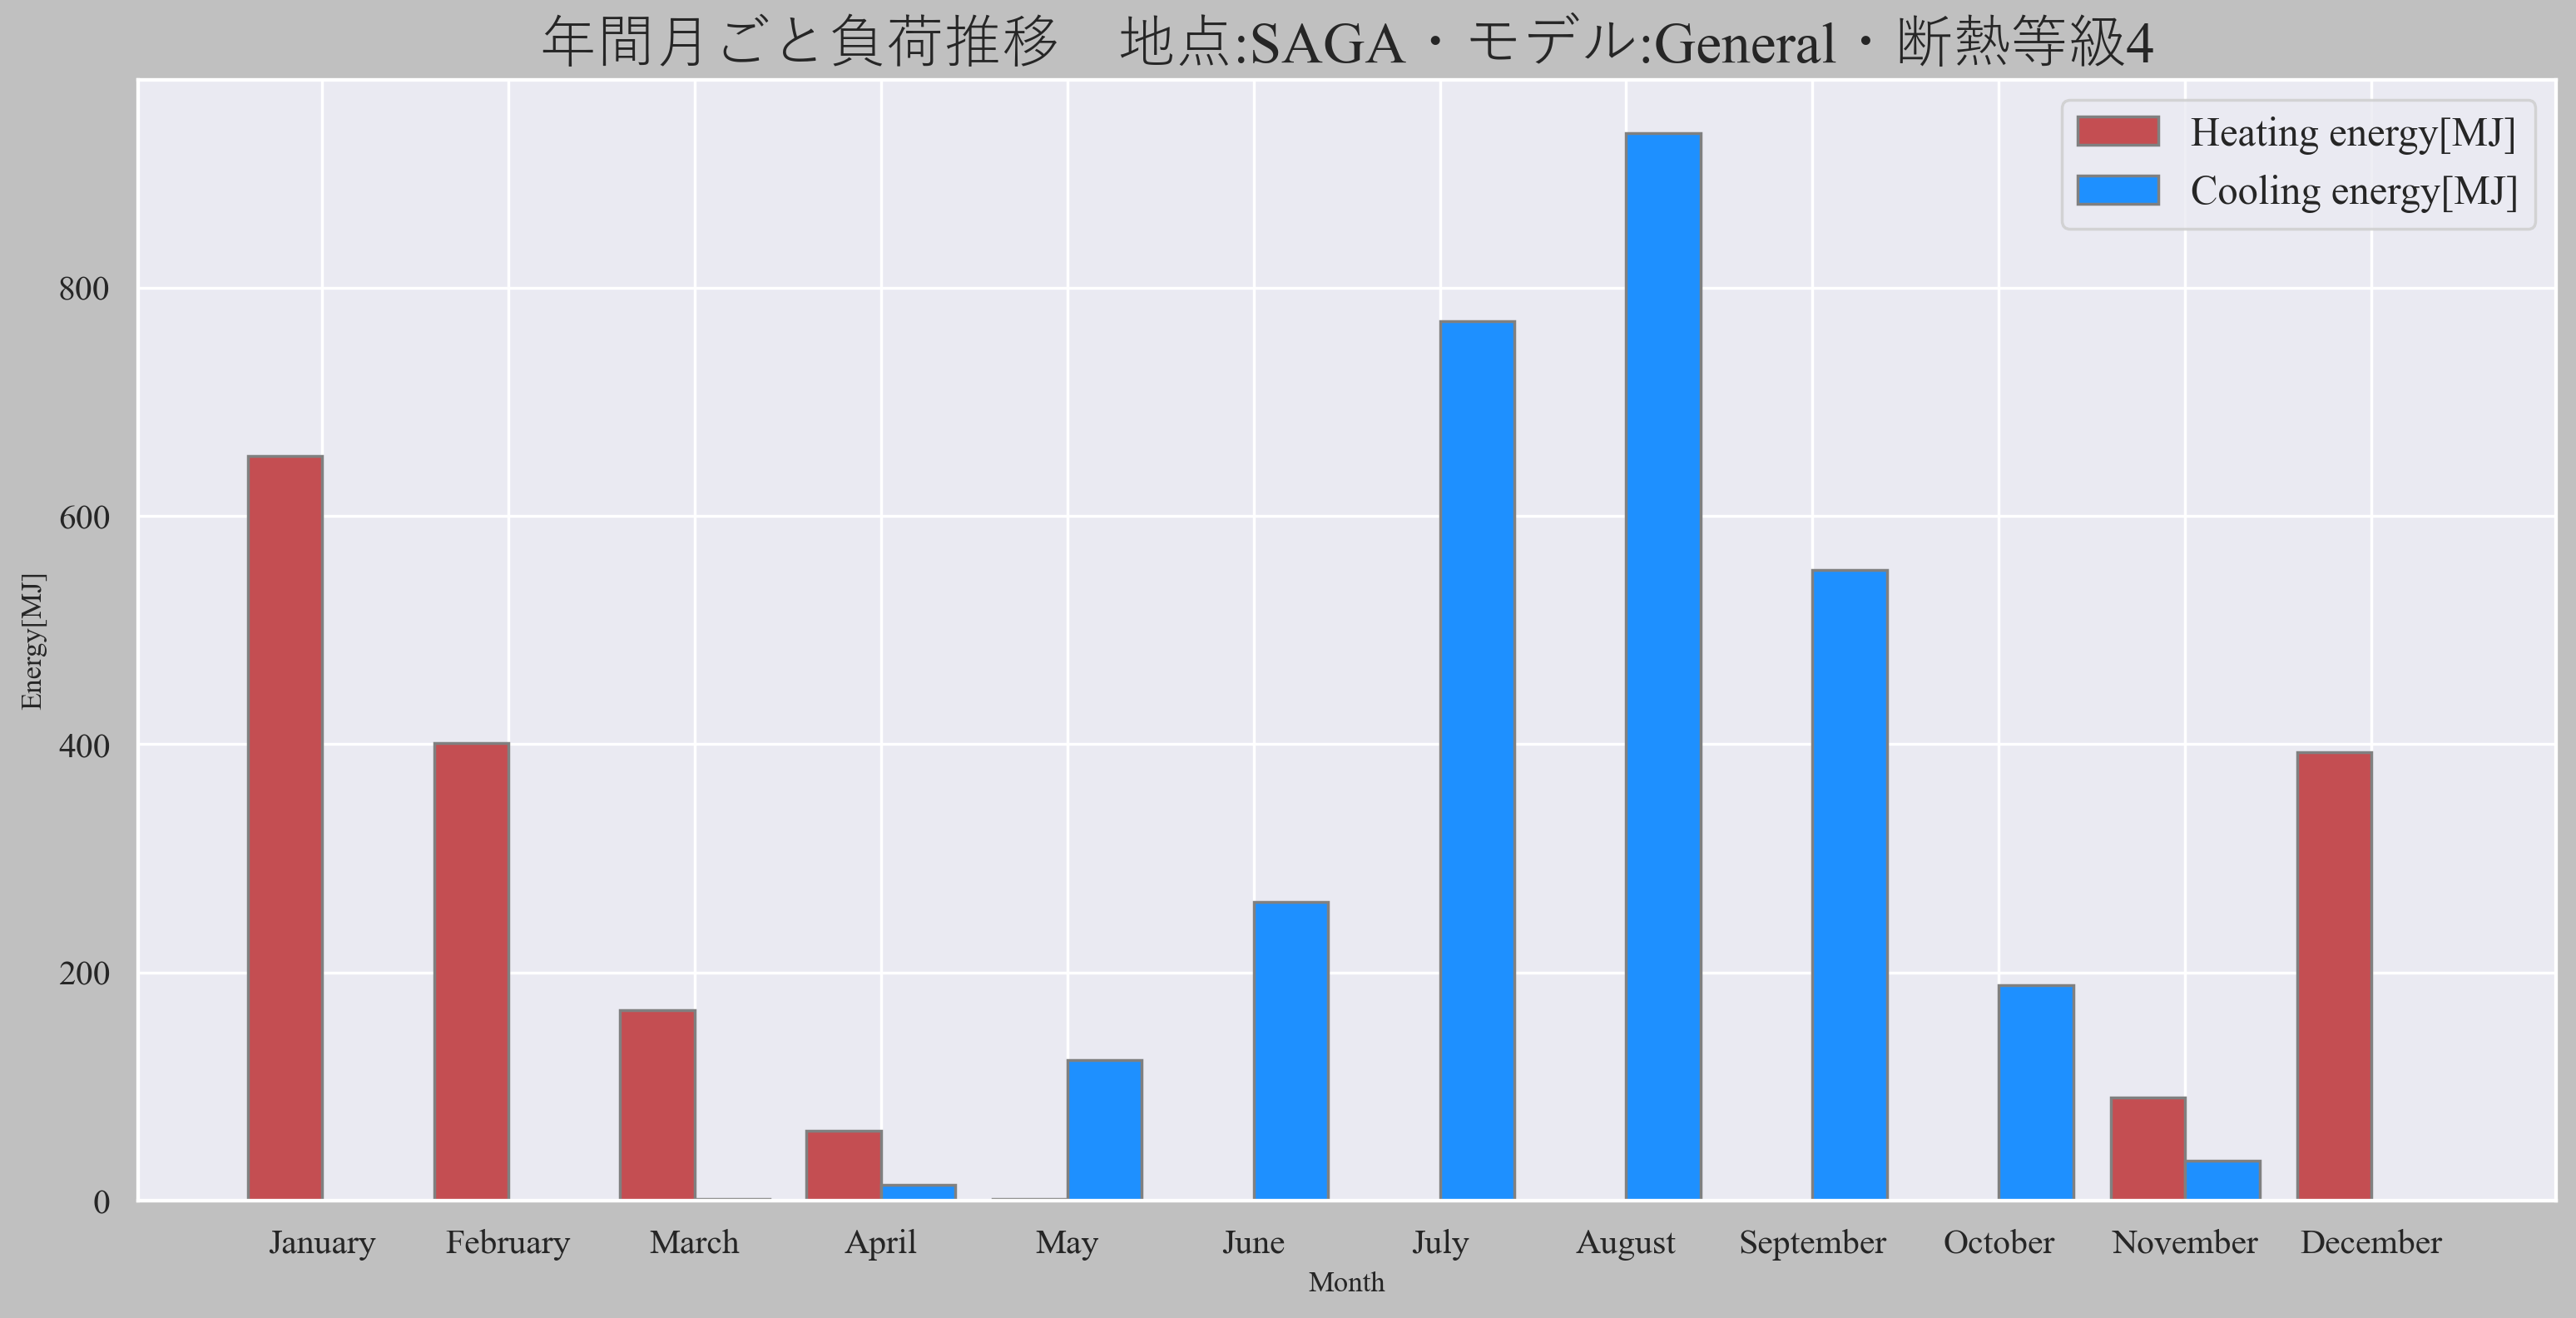 年間月ごと負荷推移　地点:SAGA・モデル:General・断熱等級4
Heating energy[MJ]
Cooling energy[MJ]
800
600
400
200
0
Energy[MJ]
January February March April May June July August September October November December
Month